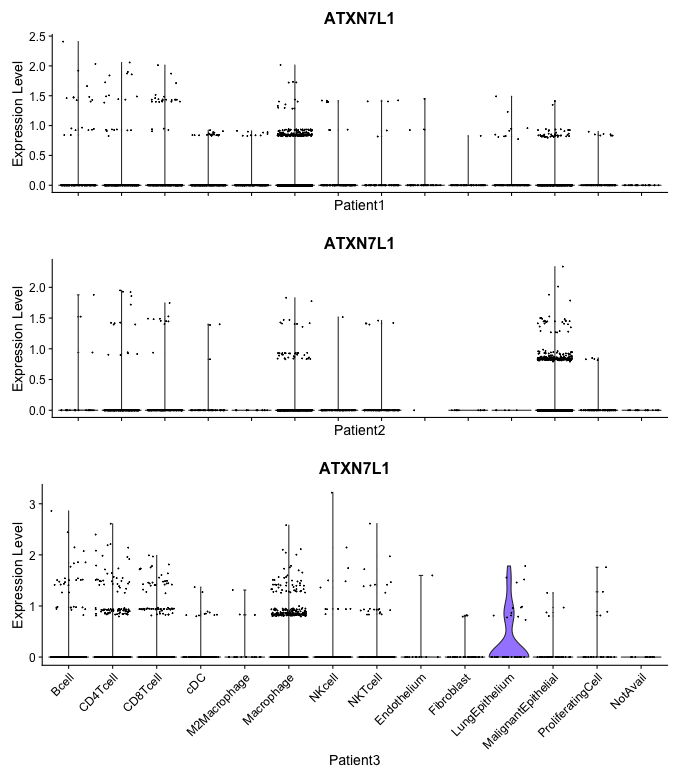 ATXN7L1
Expression Level
2.5
2.0
1.5
1.0
0.5
0.0
Patient1
ATXN7L1
Expression Level
2.0
1.5
1.0
0.5
0.0
Patient2
ATXN7L1
Expression Level
3
2
1
0
Bcell
CD4Tcell
CD8Tcell
cDC
M2Macrophage
Macrophage
NKcell
NKTcell
Endothelium
Fibroblast
LungEpithelium
MalignantEpithelial
ProliferatingCell
NotAvail
Patient3